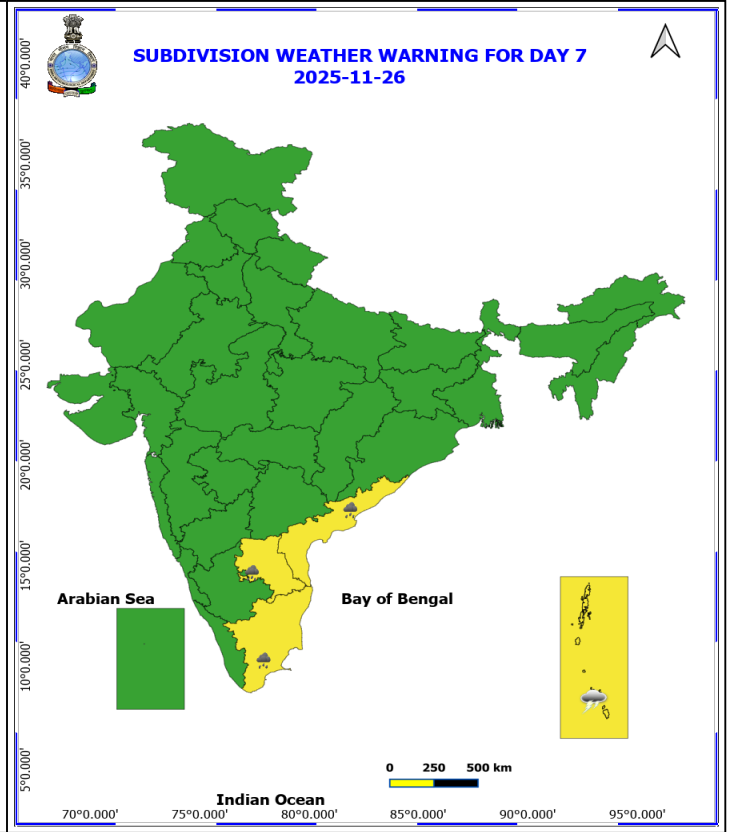 SUBDIVISION WEATHER WARNING FOR DAY 7
2025-11-26
40°0.000'
35°0.000'
30°0.000'
25°0.000'
20°0.000'
15°0.000'
10°0.000'
5°0.000'
Arabian Sea
Bay of Bengal
0 250 500 km
Indian Ocean
70°0.000' 75°0.000' 80°0.000' 85°0.000' 90°0.000' 95°0.000'